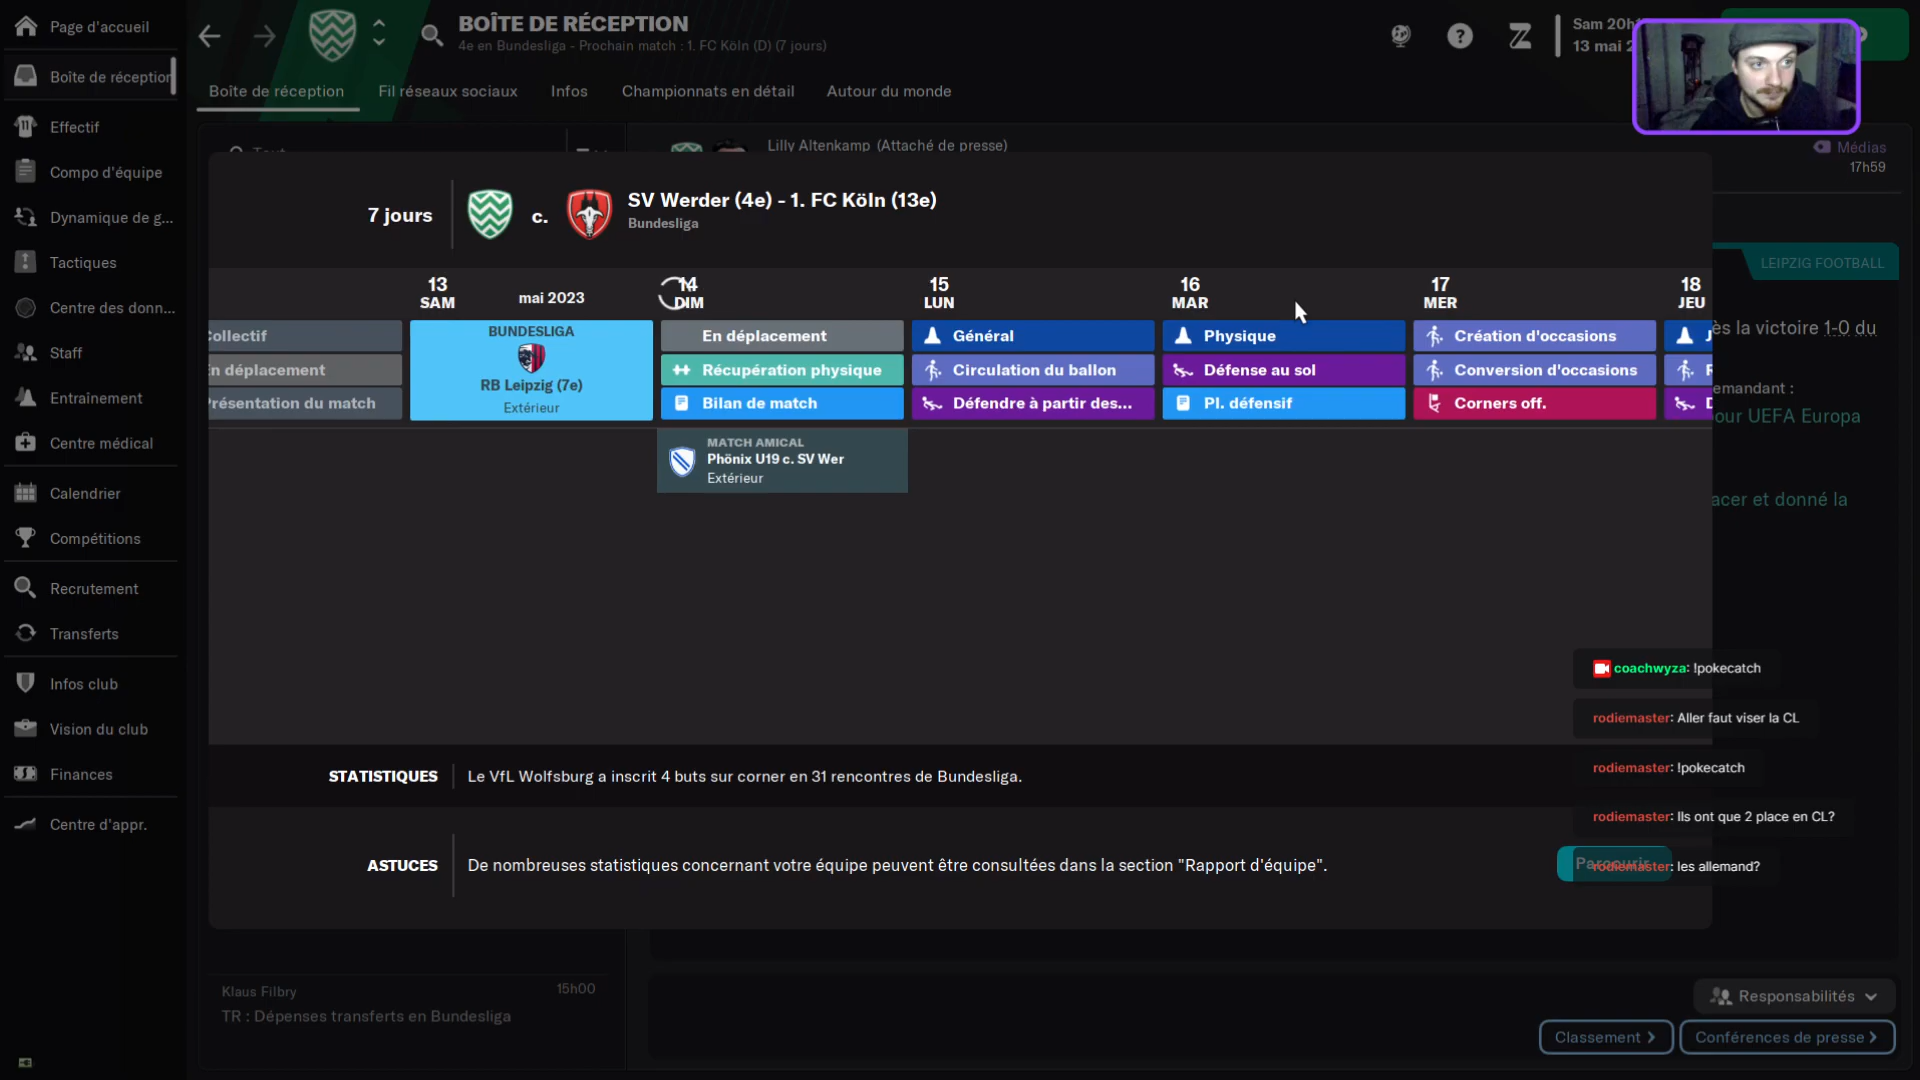 Page d'accueil
Boîte de réception
Effectif
Compo d'équipe
Dynamique de g...
Tactiques
Centre des donn...
Staff
Entraînement
Centre médical
Calendrier
Compétitions
Recrutement
Transferts
Infos club
Vision du club
Finances
Centre d'appr.
BOÎTE DE RÉCEPTION
4e en Bundesliga - Prochain match : 1. FC Köln (D) (7 jours)
Sam 20h
13 mai 2
Boîte de réception
Fil réseaux sociaux
Infos
Championnats en détail
Autour du monde
Lilly Altenkamp (Attaché de presse)
Médias
17h59
7 jours
c.
SV Werder (4e) - 1. FC Köln (13e)
Bundesliga
LEIPZIG FOOTBALL
13
SAM
mai 2023
14
DIM
15
LUN
16
MAR
17
MER
18
JEU
Collectif
En déplacement
Présentation du match
BUNDESLIGA
RB Leipzig (7e)
Extérieur
En déplacement
Récupération physique
Bilan de match
Général
Circulation du ballon
Défendre à partir des...
Physique
Défense au sol
Pl. défensif
Création d'occasions
Conversion d'occasions
Corners off.
ès la victoire 1-0 du
emandant :
our UEFA Europa
acer et donné la
MATCH AMICAL
Phönix U19 c. SV Wer
Extérieur
coachwyza: !pokecatch
rodiemaster: Aller faut viser la CL
rodiemaster: !pokecatch
rodiemaster: Ils ont que 2 place en CL?
rodiemaster: les allemand?
STATISTIQUES
Le VfL Wolfsburg a inscrit 4 buts sur corner en 31 rencontres de Bundesliga.
ASTUCES
De nombreuses statistiques concernant votre équipe peuvent être consultées dans la section "Rapport d'équipe".
Parcourir
Klaus Filbry
15h00
TR : Dépenses transferts en Bundesliga
Responsabilités
Classement
Conférences de presse